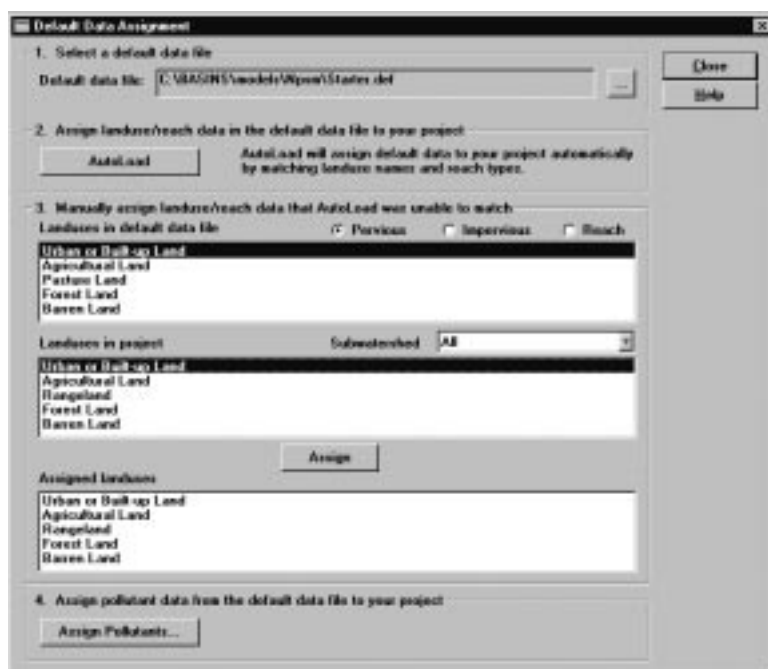 Default Data Assignment
1. Select a default data file
Default data file: C:\BASINS\models\Npsm\Starter.def
...
Close
Help
2. Assign landuse/reach data in the default data file to your project
AutoLoad
AutoLoad will assign default data to your project automatically
by matching landuse names and reach types.
3. Manually assign landuse/reach data that AutoLoad was unable to match
Landuses in default data file Pervious Impervious Reach
Urban or Built-up Land
Agricultural Land
Pasture Land
Forest Land
Barren Land
Landuses in project Subwatershed All
Urban or Built-up Land
Agricultural Land
Rangeland
Forest Land
Barren Land
Assign
Assigned landuses
Urban or Built-up Land
Agricultural Land
Rangeland
Forest Land
Barren Land
4. Assign pollutant data from the default data file to your project
Assign Pollutants...